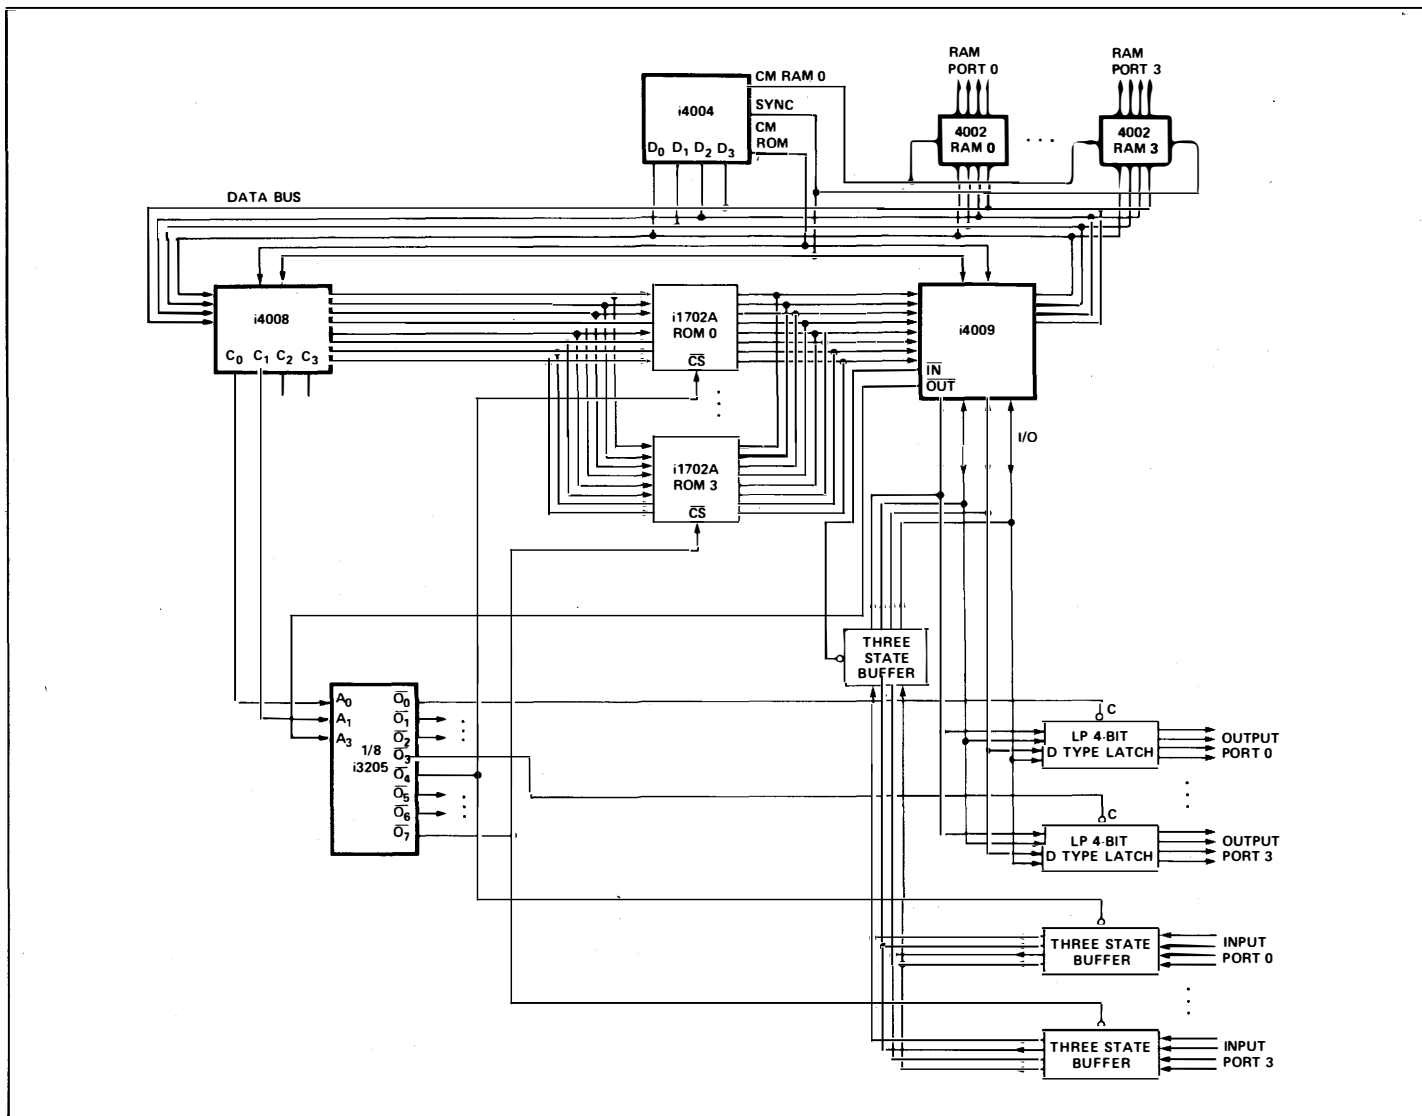 RAM
PORT 0
RAM
PORT 3
CM RAM 0
SYNC
CM
ROM
i4004
D0 D1 D2 D3
4002
RAM 0
. . .
4002
RAM 3
DATA BUS
i4008
C0 C1 C2 C3
i1702A
ROM 0
CS
i4009
IN
OUT
I/O
i1702A
ROM 3
CS
THREE
STATE
BUFFER
A0
A1
A3
1/8
i3205
O0
O1
O2
O3
O4
O5
O6
O7
C
LP 4-BIT
D TYPE LATCH
OUTPUT
PORT 0
C
LP 4-BIT
D TYPE LATCH
OUTPUT
PORT 3
THREE STATE
BUFFER
INPUT
PORT 0
THREE STATE
BUFFER
INPUT
PORT 3